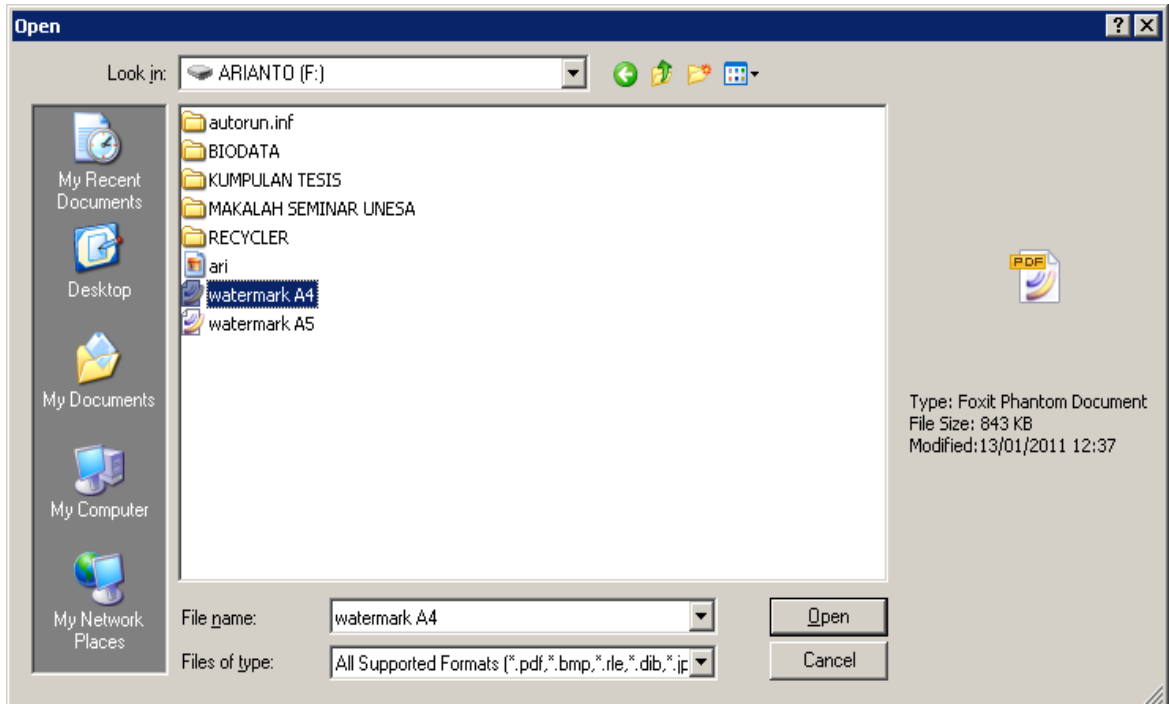 Open
Look in: ARIANTO (F:)
My Recent
Documents
Desktop
My Documents
My Computer
My Network
Places
autorun.inf
BIODATA
KUMPULAN TESIS
MAKALAH SEMINAR UNESA
RECYCLER
ari
watermark A4
watermark A5
PDF
Type: Foxit Phantom Document
File Size: 843 KB
Modified:13/01/2011 12:37
File name: watermark A4 Open
Files of type: All Supported Formats (*.pdf,*.bmp,*.rle,*.dib,*.jp Cancel